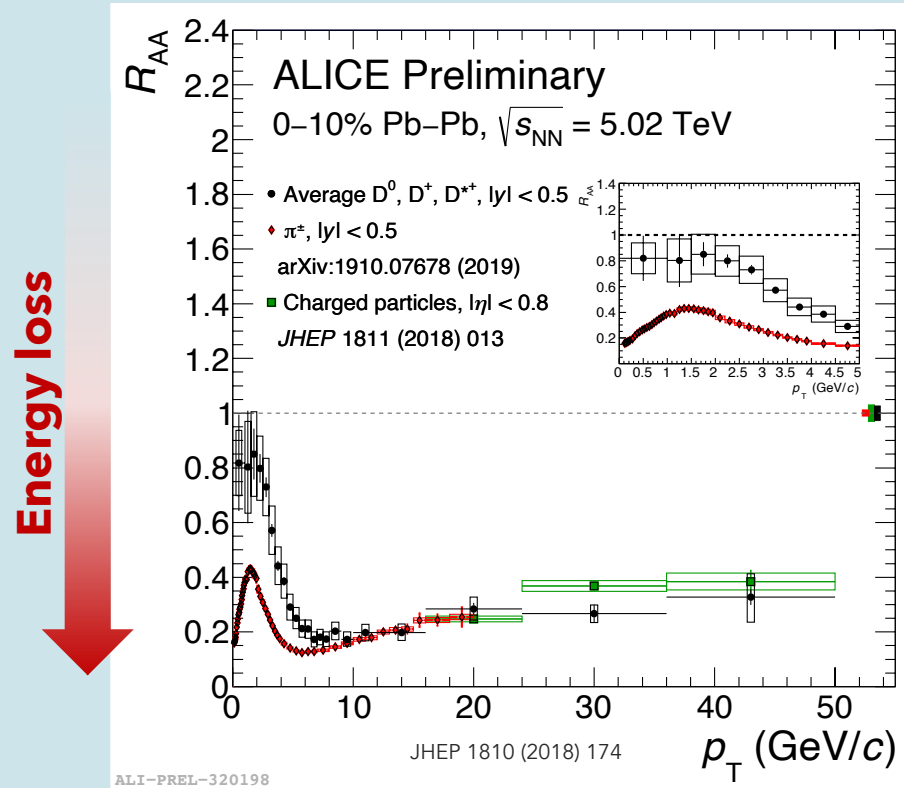 Energy loss
R_AA
2.4
2.2
2
1.8
1.6
1.4
1.2
1
0.8
0.6
0.4
0.2
0
ALICE Preliminary
0−10% Pb−Pb, √s_NN = 5.02 TeV
Average D⁰, D⁺, D*⁺, |y| < 0.5
π±, |y| < 0.5
arXiv:1910.07678 (2019)
Charged particles, |η| < 0.8
JHEP 1811 (2018) 013
R_AA
1.4
1.2
1
0.8
0.6
0.4
0.2
0 0.5 1 1.5 2 2.5 3 3.5 4 4.5 5
p_T (GeV/c)
0 10 20 30 40 50
JHEP 1810 (2018) 174
p_T (GeV/c)
ALI−PREL−320198